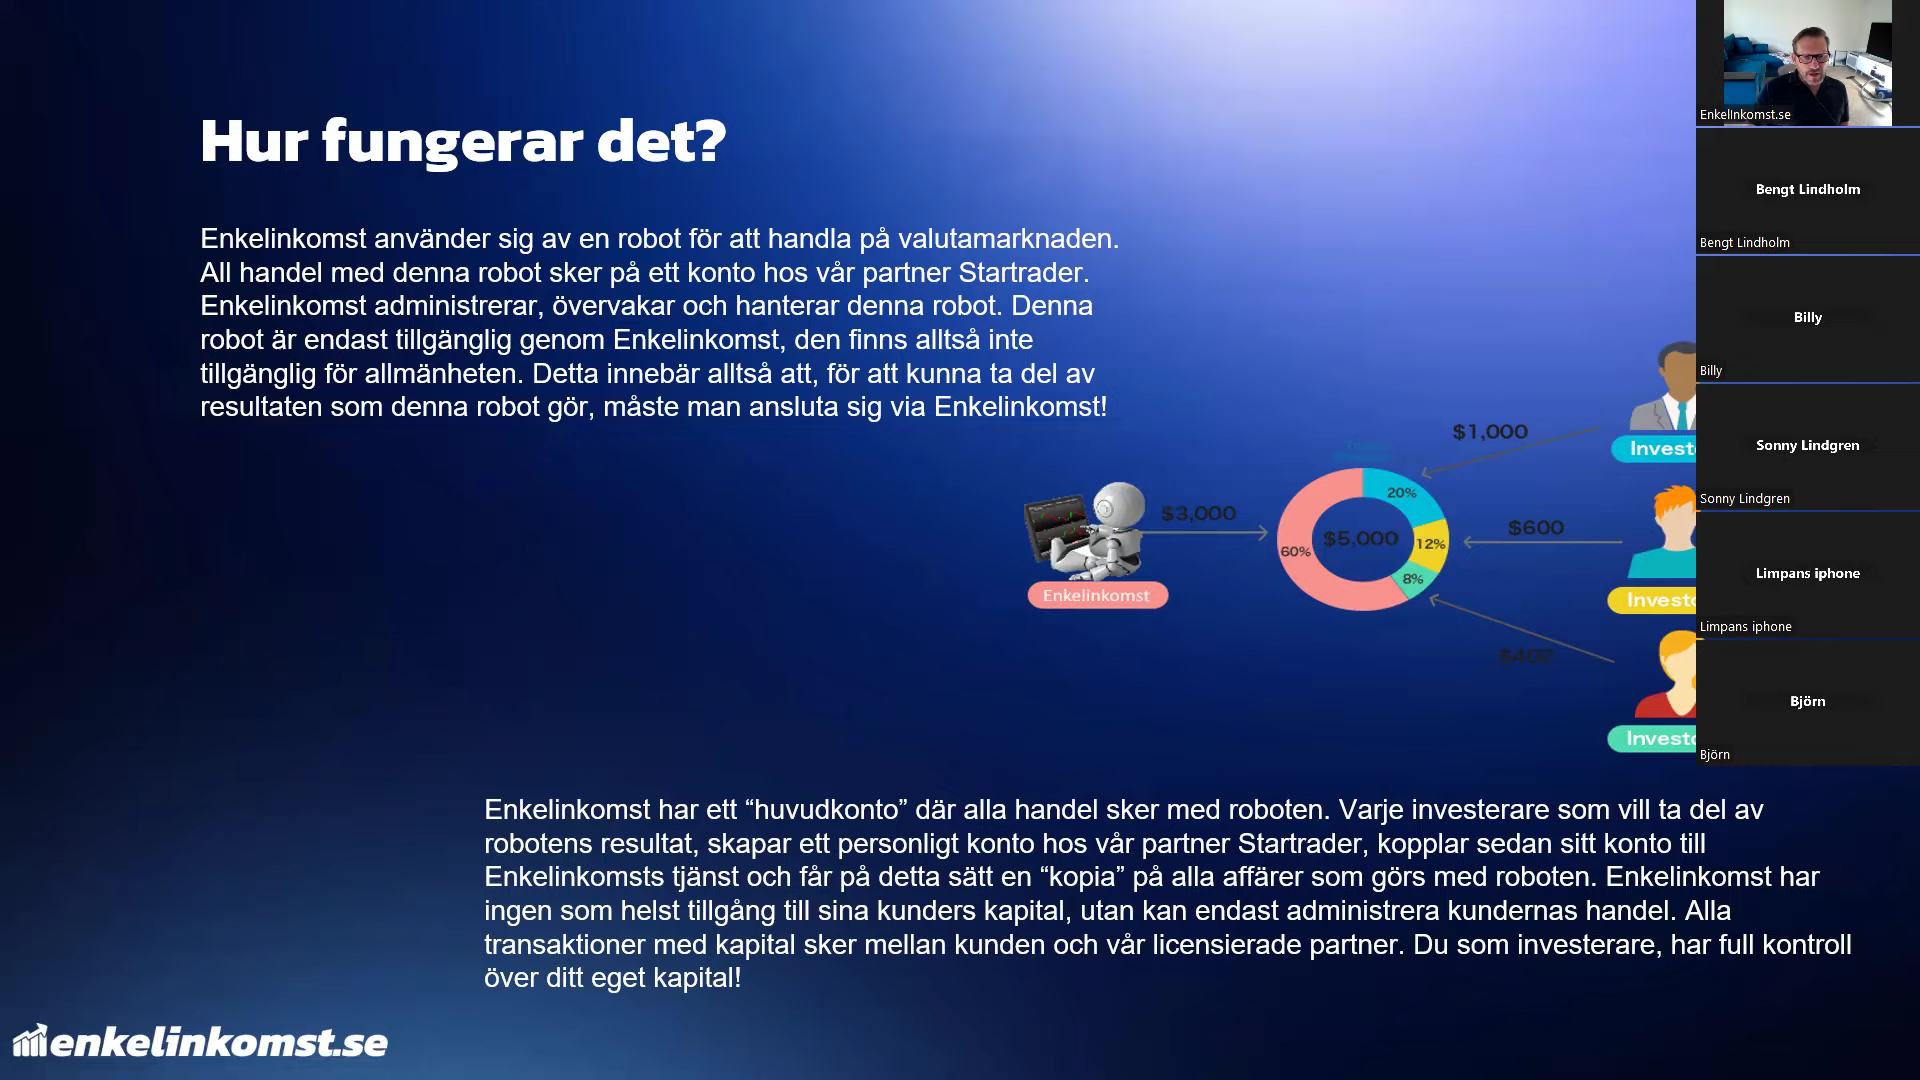 Hur fungerar det?
Enkelinkomst använder sig av en robot för att handla på valutamarknaden.
All handel med denna robot sker på ett konto hos vår partner Startrader.
Enkelinkomst administrerar, övervakar och hanterar denna robot. Denna
robot är endast tillgänglig genom Enkelinkomst, den finns alltså inte
tillgänglig för allmänheten. Detta innebär alltså att, för att kunna ta del av
resultaten som denna robot gör, måste man ansluta sig via Enkelinkomst!
$1,000
Invest
20%
$3,000
$5,000
60%
12%
8%
$600
Enkelinkomst
Invest
$400
Invest
Enkelinkomst har ett “huvudkonto” där alla handel sker med roboten. Varje investerare som vill ta del av
robotens resultat, skapar ett personligt konto hos vår partner Startrader, kopplar sedan sitt konto till
Enkelinkomsts tjänst och får på detta sätt en “kopia” på alla affärer som görs med roboten. Enkelinkomst har
ingen som helst tillgång till sina kunders kapital, utan kan endast administrera kundernas handel. Alla
transaktioner med kapital sker mellan kunden och vår licensierade partner. Du som investerare, har full kontroll
över ditt eget kapital!
enkelinkomst.se
Enkelinkomst.se
Bengt Lindholm
Bengt Lindholm
Billy
Billy
Sonny Lindgren
Sonny Lindgren
Limpans iphone
Limpans iphone
Björn
Björn